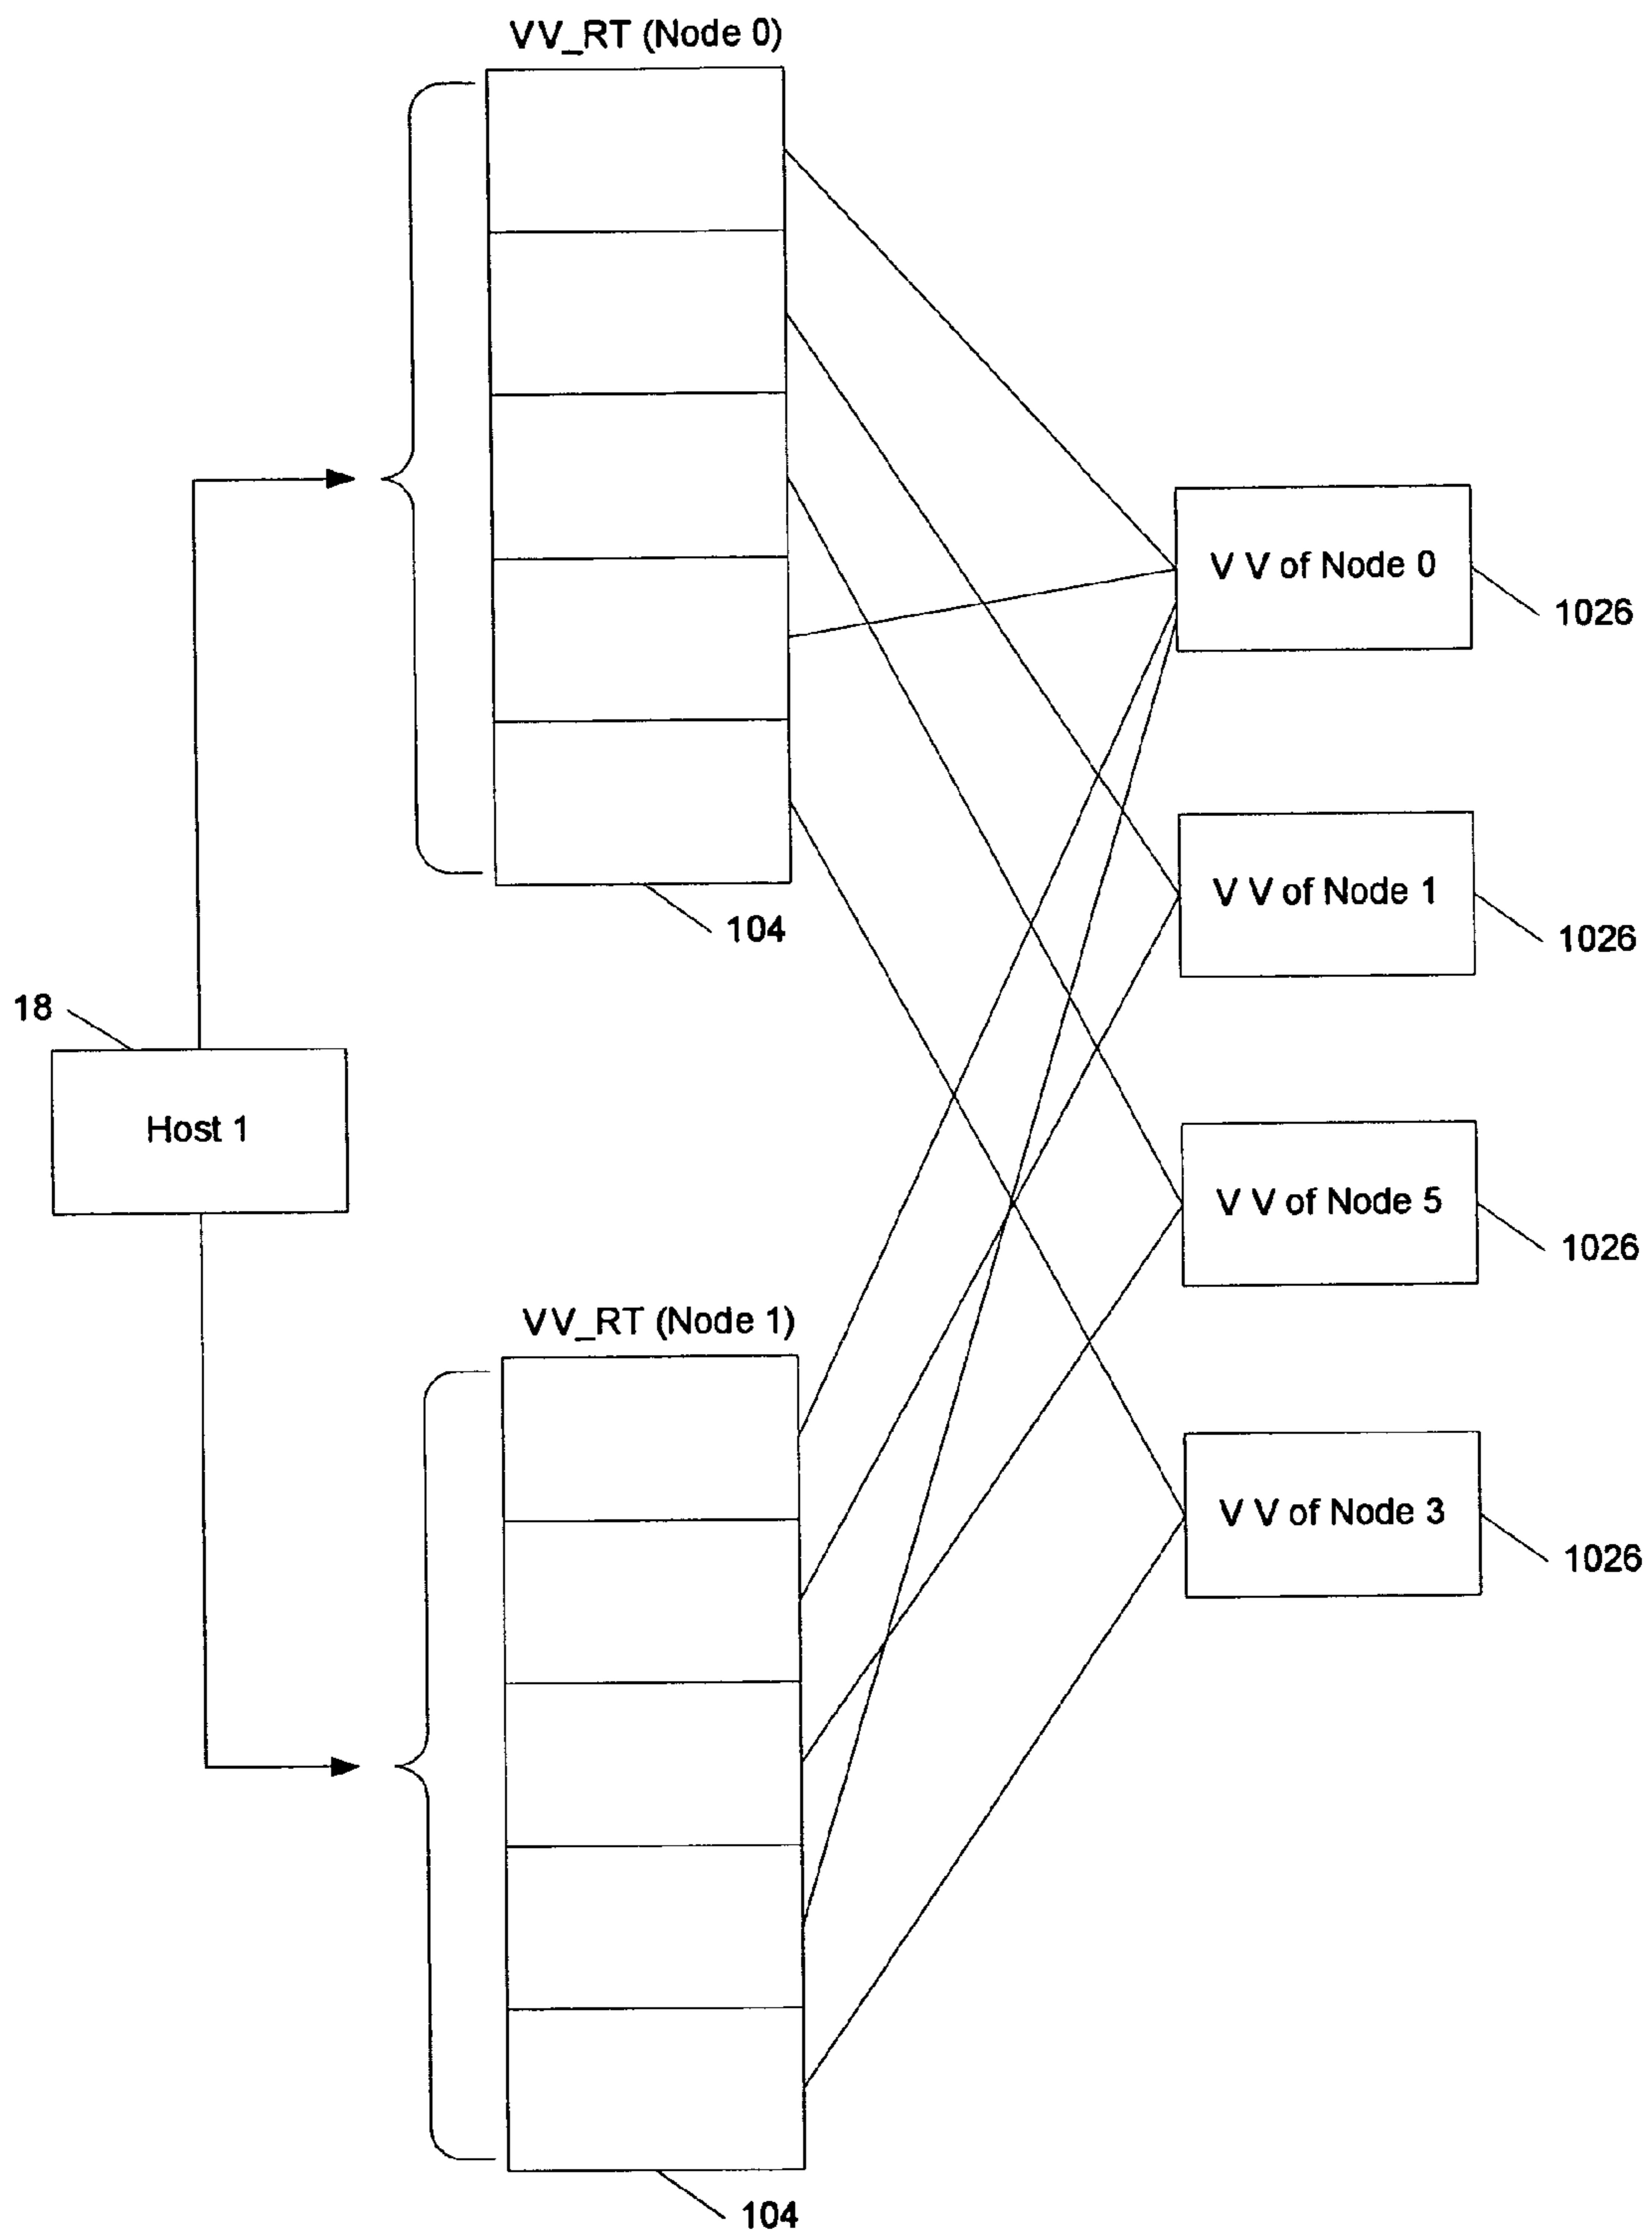 VV_RT (Node 0)
V V of Node 0
1026
V V of Node 1
104
1026
18
Host 1
V V of Node 5
1026
VV_RT (Node 1)
V V of Node 3
1026
104